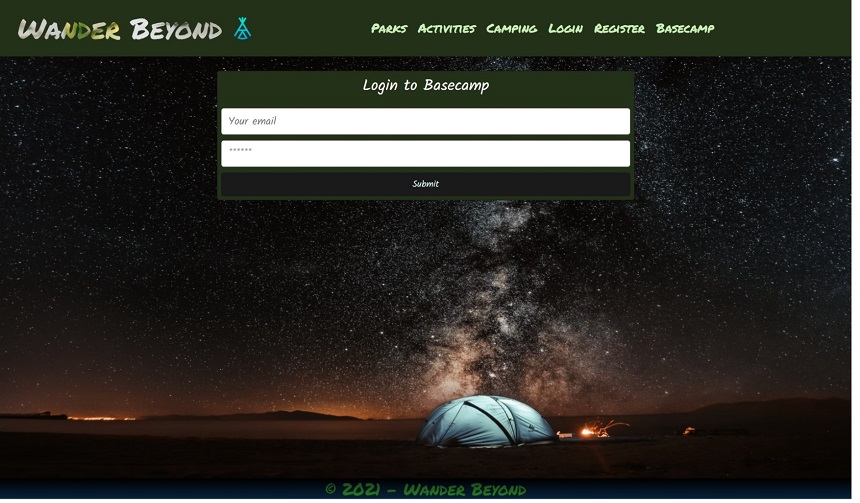 Wander Beyond
Parks Activities Camping Login Register Basecamp
Login to Basecamp
Your email
******
Submit
© 2021 - Wander Beyond